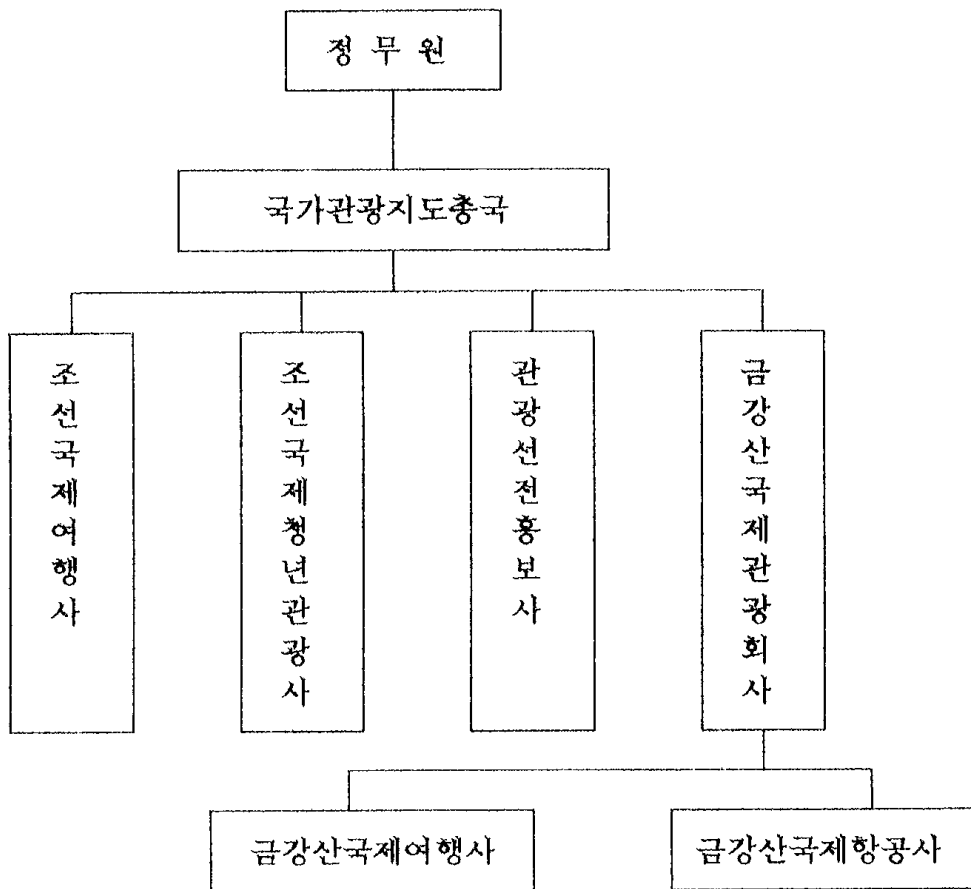 정 무 원
국가관광지도총국
조선국제여행사
조선국제청년관광사
관광선전홍보사
금강산국제관광회사
금강산국제여행사
금강산국제항공사